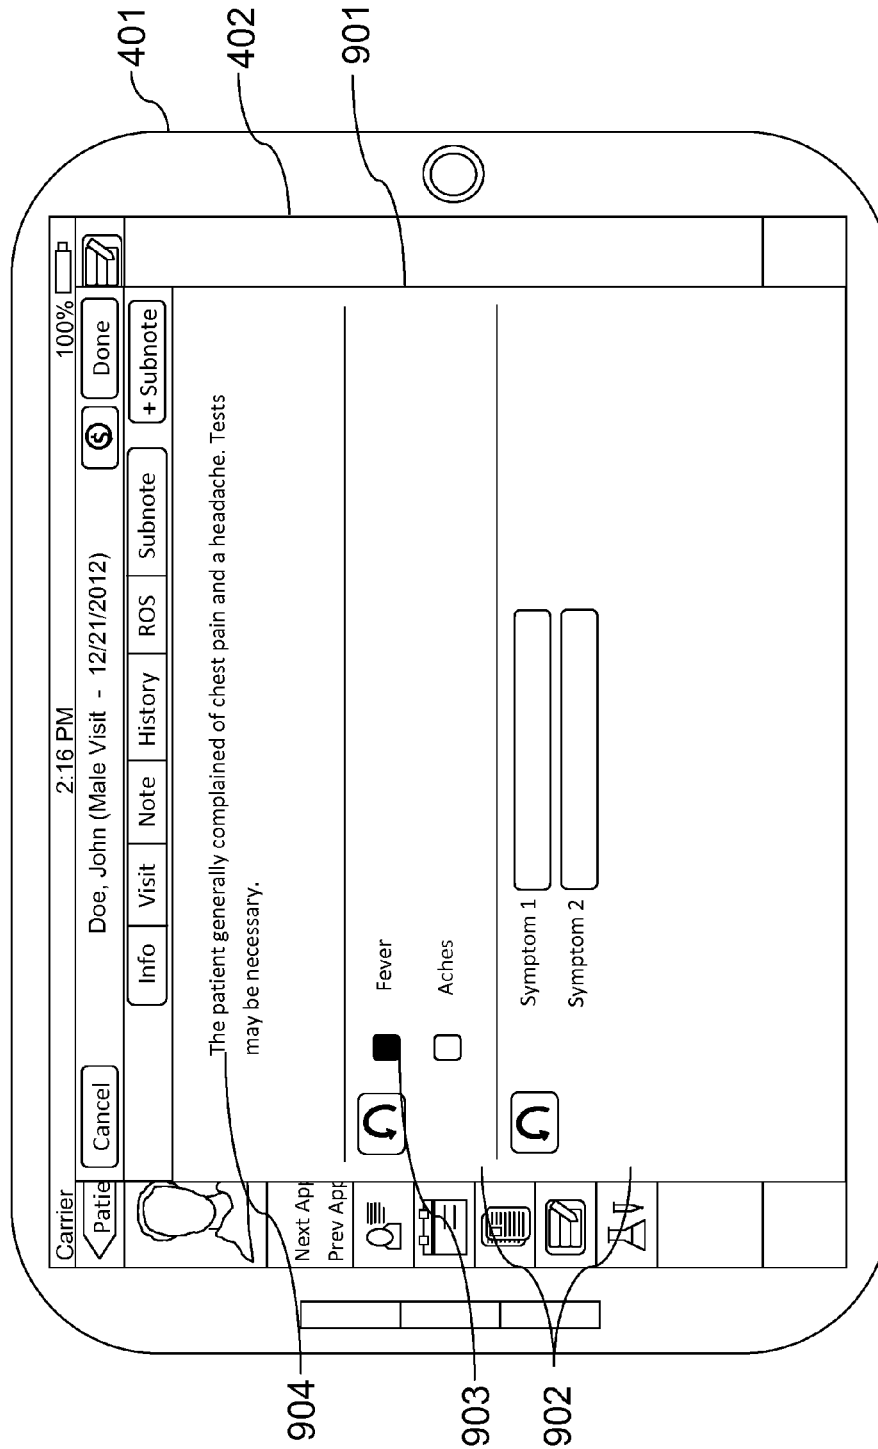 401
402
901
Carrier 2:16 PM 100%
Patie Cancel Doe, John (Male Visit - 12/21/2012) $ Done
Info Visit Note History ROS Subnote + Subnote
The patient generally complained of chest pain and a headache. Tests
may be necessary.
Next App
Prev App
Fever
Aches
Symptom 1
Symptom 2
904
903
902